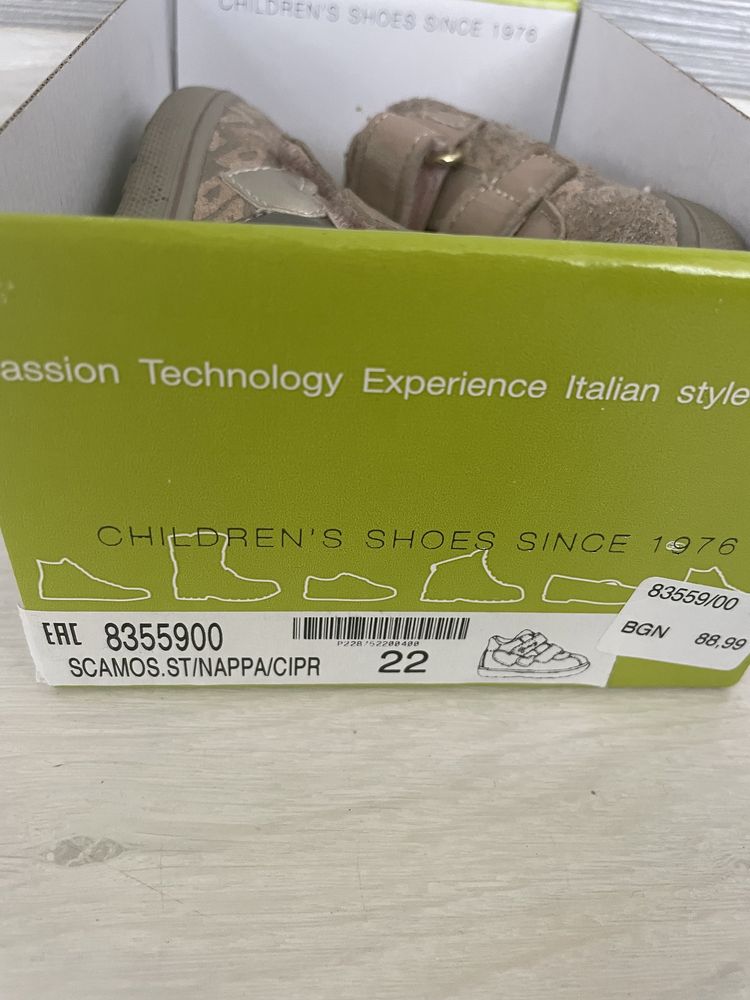 CHILDREN'S SHOES SINCE 1976
assion Technology Experience Italian style
CHILDREN'S SHOES SINCE 1976
83559/00
BGN 88,99
EAC 8355900
SCAMOS.ST/NAPPA/CIPR
22